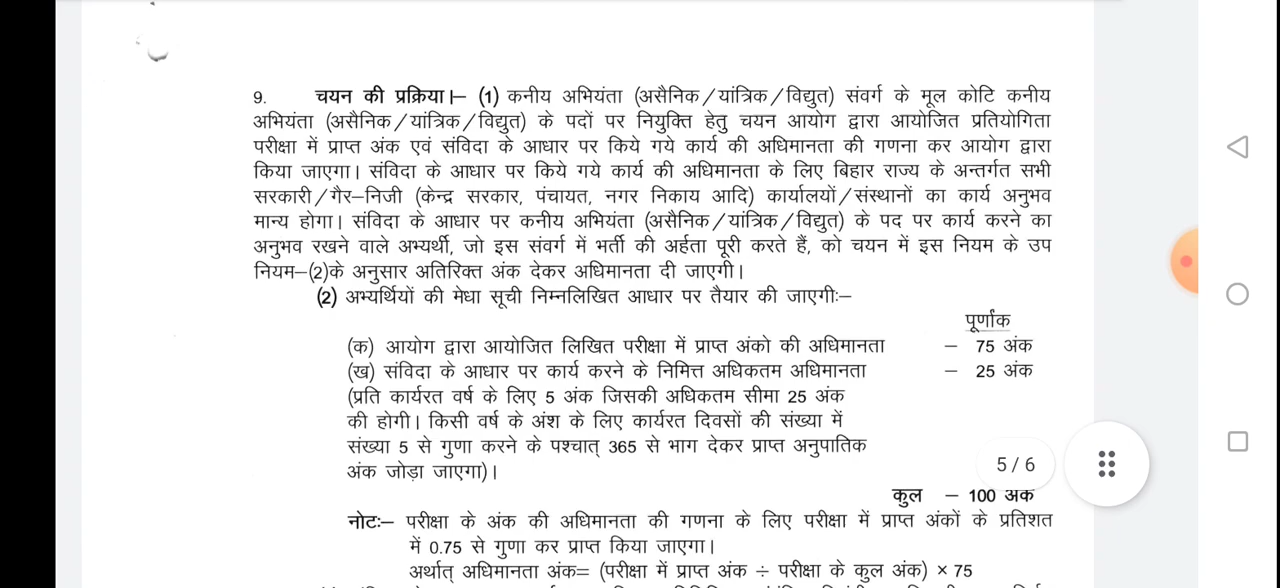 9. चयन की प्रक्रिया।– (1) कनीय अभियंता (असैनिक/यांत्रिक/विद्युत) संवर्ग के मूल कोटि कनीय
अभियंता (असैनिक/यांत्रिक/विद्युत) के पदों पर नियुक्ति हेतु चयन आयोग द्वारा आयोजित प्रतियोगिता
परीक्षा में प्राप्त अंक एवं संविदा के आधार पर किये गये कार्य की अधिमानता की गणना कर आयोग द्वारा
किया जाएगा। संविदा के आधार पर किये गये कार्य की अधिमानता के लिए बिहार राज्य के अन्तर्गत सभी
सरकारी/गैर–निजी (केन्द्र सरकार, पंचायत, नगर निकाय आदि) कार्यालयों/संस्थानों का कार्य अनुभव
मान्य होगा। संविदा के आधार पर कनीय अभियंता (असैनिक/यांत्रिक/विद्युत) के पद पर कार्य करने का
अनुभव रखने वाले अभ्यर्थी, जो इस संवर्ग में भर्ती की अर्हता पूरी करते हैं, को चयन में इस नियम के उप
नियम–(2)के अनुसार अतिरिक्त अंक देकर अधिमानता दी जाएगी।
(2) अभ्यर्थियों की मेधा सूची निम्नलिखित आधार पर तैयार की जाएगीः–
पूर्णांक
(क) आयोग द्वारा आयोजित लिखित परीक्षा में प्राप्त अंको की अधिमानता – 75 अंक
(ख) संविदा के आधार पर कार्य करने के निमित्त अधिकतम अधिमानता – 25 अंक
(प्रति कार्यरत वर्ष के लिए 5 अंक जिसकी अधिकतम सीमा 25 अंक
की होगी। किसी वर्ष के अंश के लिए कार्यरत दिवसों की संख्या में
संख्या 5 से गुणा करने के पश्चात् 365 से भाग देकर प्राप्त अनुपातिक
अंक जोड़ा जाएगा)।
5/6
कुल – 100 अंक
नोटः– परीक्षा के अंक की अधिमानता की गणना के लिए परीक्षा में प्राप्त अंकों के प्रतिशत
में 0.75 से गुणा कर प्राप्त किया जाएगा।
अर्थात् अधिमानता अंक= (परीक्षा में प्राप्त अंक ÷ परीक्षा के कुल अंक) × 75